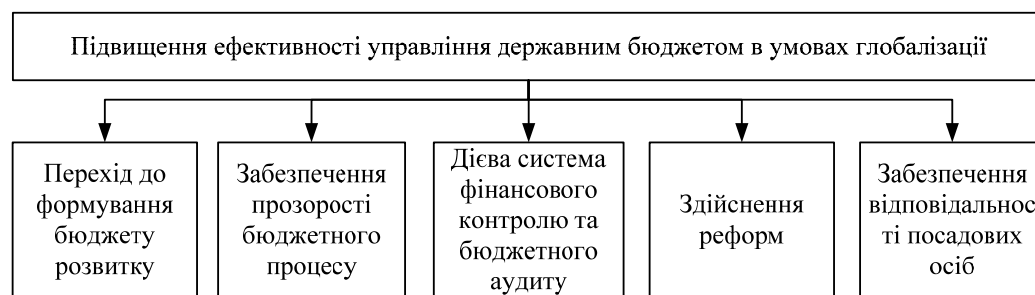 Підвищення ефективності управління державним бюджетом в умовах глобалізації
Перехід до
формування
бюджету
розвитку
Забезпечення
прозорості
бюджетного
процесу
Дієва система
фінансового
контролю та
бюджетного
аудиту
Здійснення
реформ
Забезпечення
відповідальнос
ті посадових
осіб